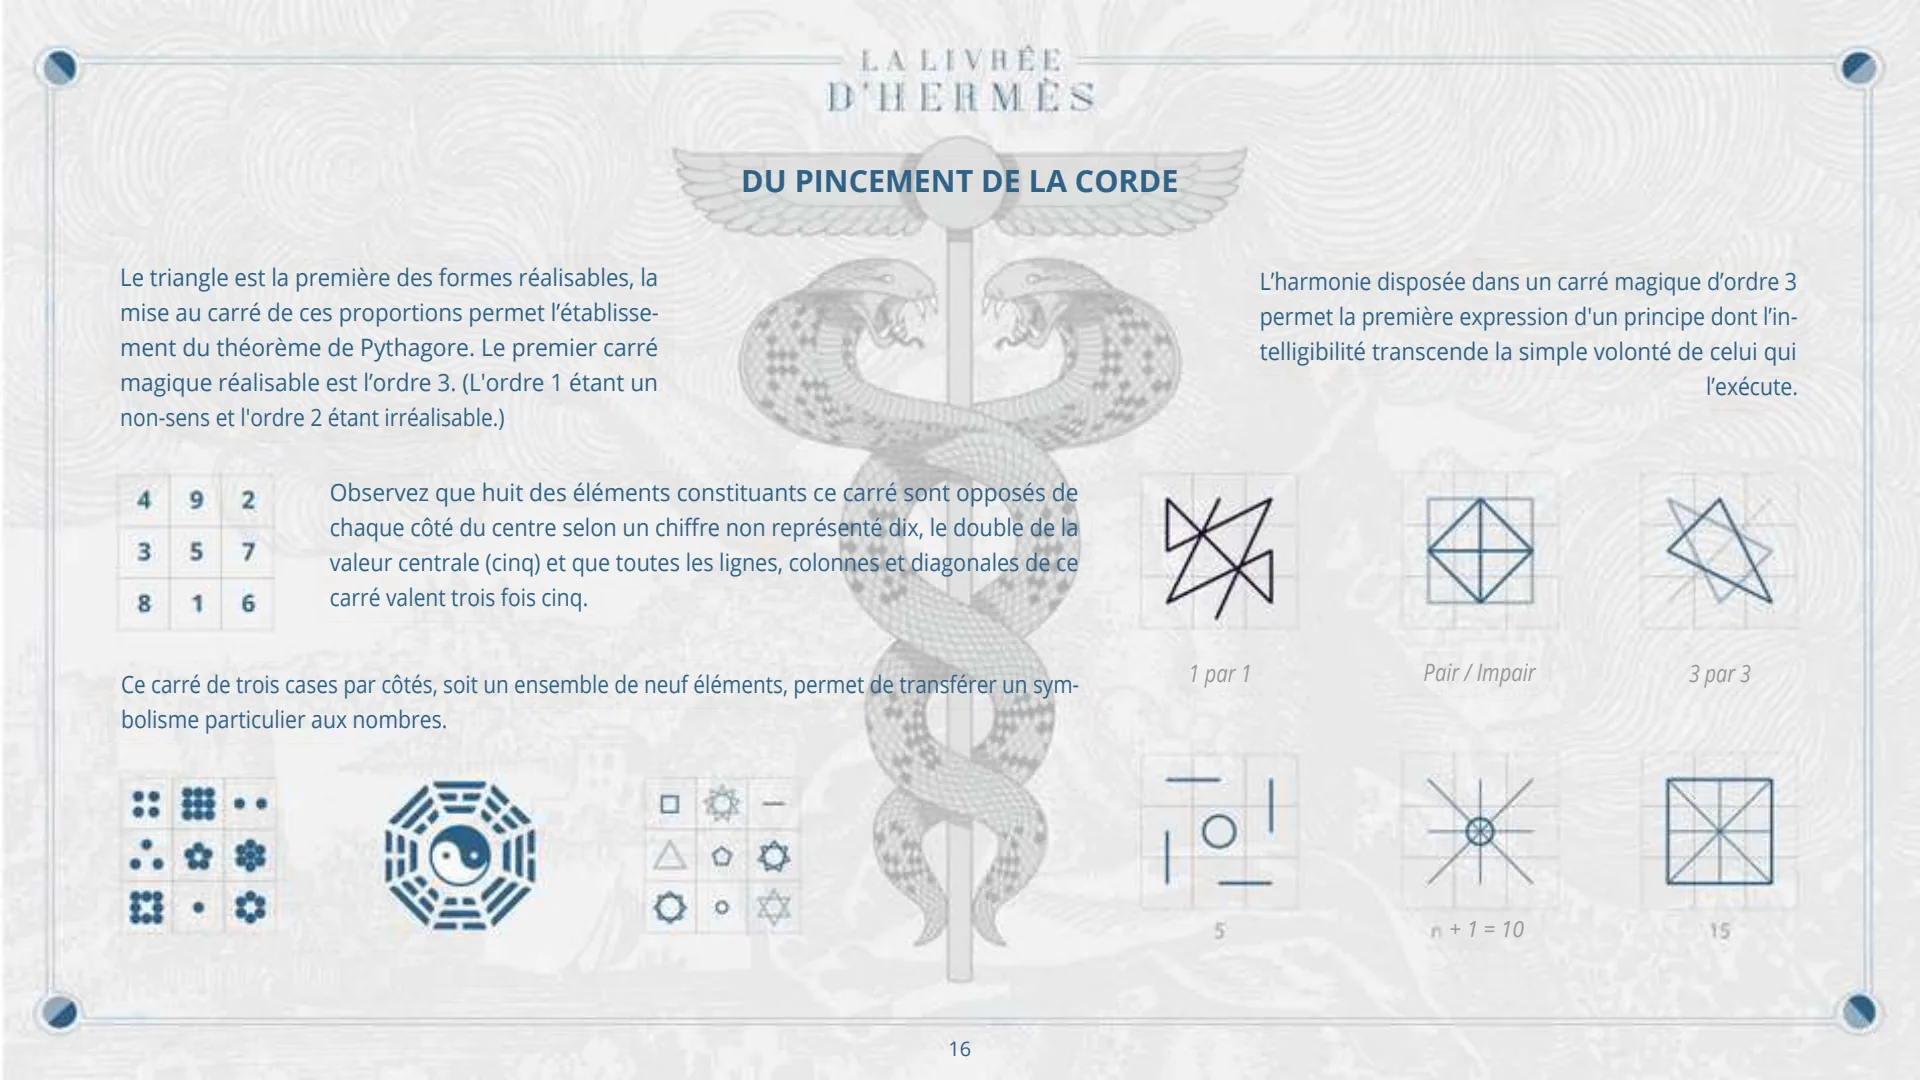 LA LIVRÉE
D'HERMÈS
DU PINCEMENT DE LA CORDE
Le triangle est la première des formes réalisables, la
mise au carré de ces proportions permet l’établisse-
ment du théorème de Pythagore. Le premier carré
magique réalisable est l’ordre 3. (L'ordre 1 étant un
non-sens et l'ordre 2 étant irréalisable.)
L’harmonie disposée dans un carré magique d’ordre 3
permet la première expression d'un principe dont l’in-
telligibilité transcende la simple volonté de celui qui
l’exécute.
4 9 2
3 5 7
8 1 6
Observez que huit des éléments constituants ce carré sont opposés de
chaque côté du centre selon un chiffre non représenté dix, le double de la
valeur centrale (cinq) et que toutes les lignes, colonnes et diagonales de ce
carré valent trois fois cinq.
Ce carré de trois cases par côtés, soit un ensemble de neuf éléments, permet de transférer un sym-
bolisme particulier aux nombres.
1 par 1
Pair / Impair
3 par 3
5
n + 1 = 10
15
16